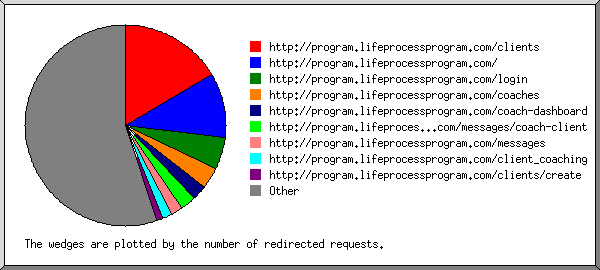 http://program.lifeprocessprogram.com/clients
http://program.lifeprocessprogram.com/
http://program.lifeprocessprogram.com/login
http://program.lifeprocessprogram.com/coaches
http://program.lifeprocessprogram.com/coach-dashboard
http://program.lifeproces...com/messages/coach-client
http://program.lifeprocessprogram.com/messages
http://program.lifeprocessprogram.com/client_coaching
http://program.lifeprocessprogram.com/clients/create
Other
The wedges are plotted by the number of redirected requests.